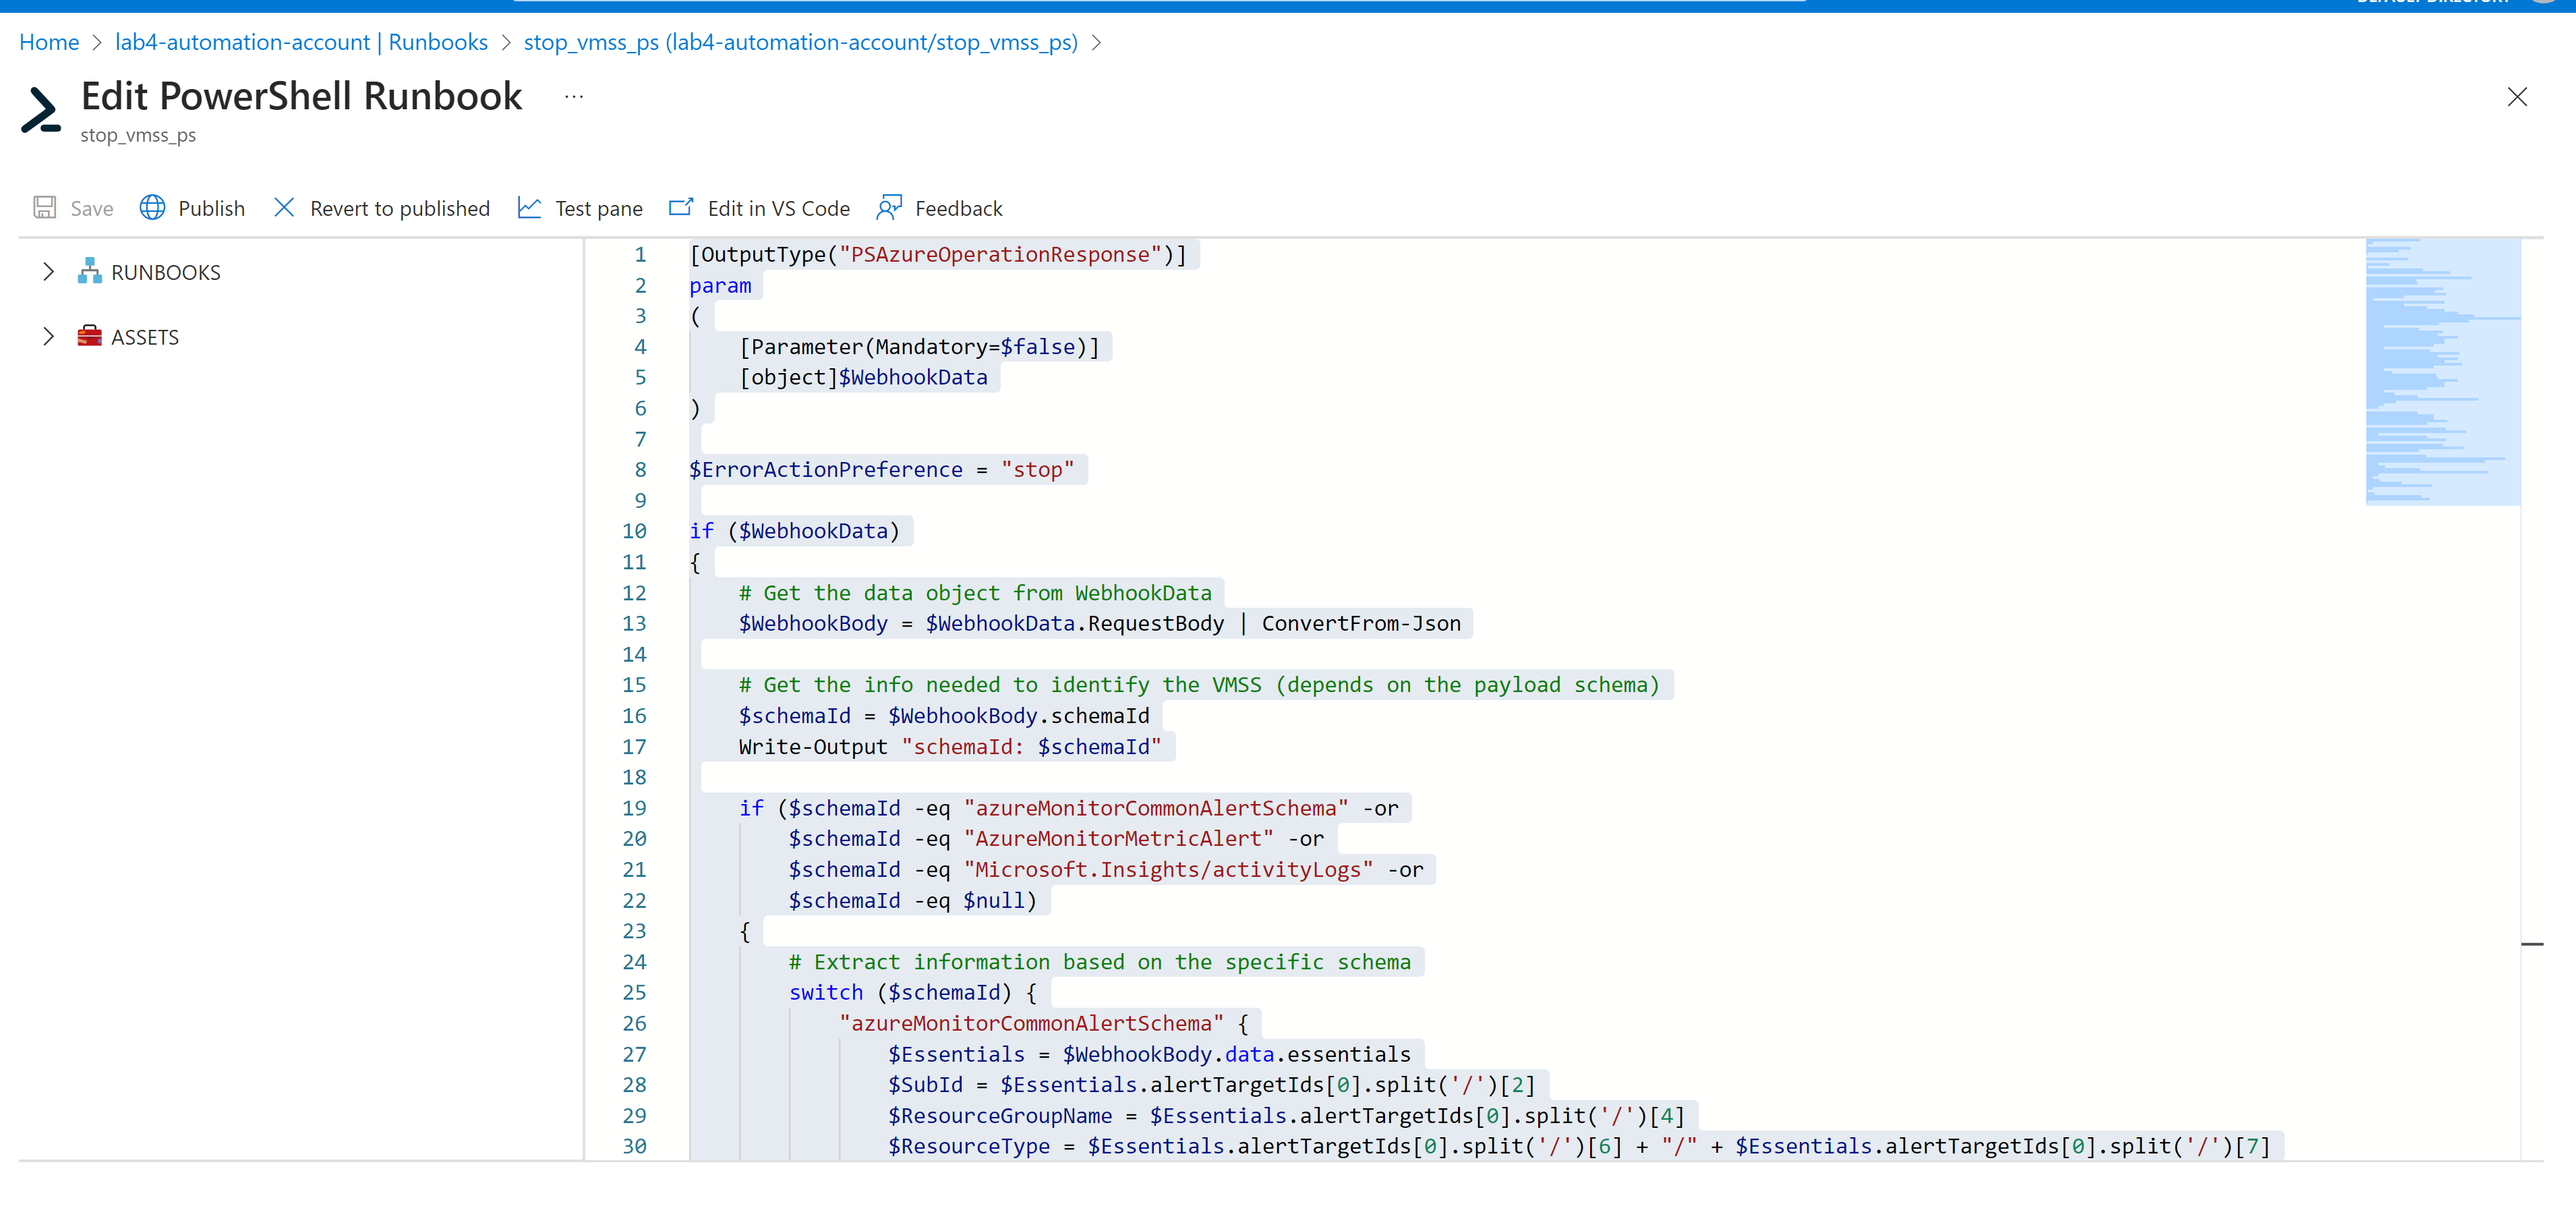 Home > lab4-automation-account | Runbooks > stop_vmss_ps (lab4-automation-account/stop_vmss_ps) >
Edit PowerShell Runbook ...
stop_vmss_ps
Save Publish Revert to published Test pane Edit in VS Code Feedback
RUNBOOKS
ASSETS
1 [OutputType("PSAzureOperationResponse")]
2 param
3 (
4     [Parameter(Mandatory=$false)]
5     [object]$WebhookData
6 )
7
8 $ErrorActionPreference = "stop"
9
10 if ($WebhookData)
11 {
12     # Get the data object from WebhookData
13     $WebhookBody = $WebhookData.RequestBody | ConvertFrom-Json
14
15     # Get the info needed to identify the VMSS (depends on the payload schema)
16     $schemaId = $WebhookBody.schemaId
17     Write-Output "schemaId: $schemaId"
18
19     if ($schemaId -eq "azureMonitorCommonAlertSchema" -or
20         $schemaId -eq "AzureMonitorMetricAlert" -or
21         $schemaId -eq "Microsoft.Insights/activityLogs" -or
22         $schemaId -eq $null)
23     {
24         # Extract information based on the specific schema
25         switch ($schemaId) {
26             "azureMonitorCommonAlertSchema" {
27                 $Essentials = $WebhookBody.data.essentials
28                 $SubId = $Essentials.alertTargetIds[0].split('/')[2]
29                 $ResourceGroupName = $Essentials.alertTargetIds[0].split('/')[4]
30                 $ResourceType = $Essentials.alertTargetIds[0].split('/')[6] + "/" + $Essentials.alertTargetIds[0].split('/')[7]